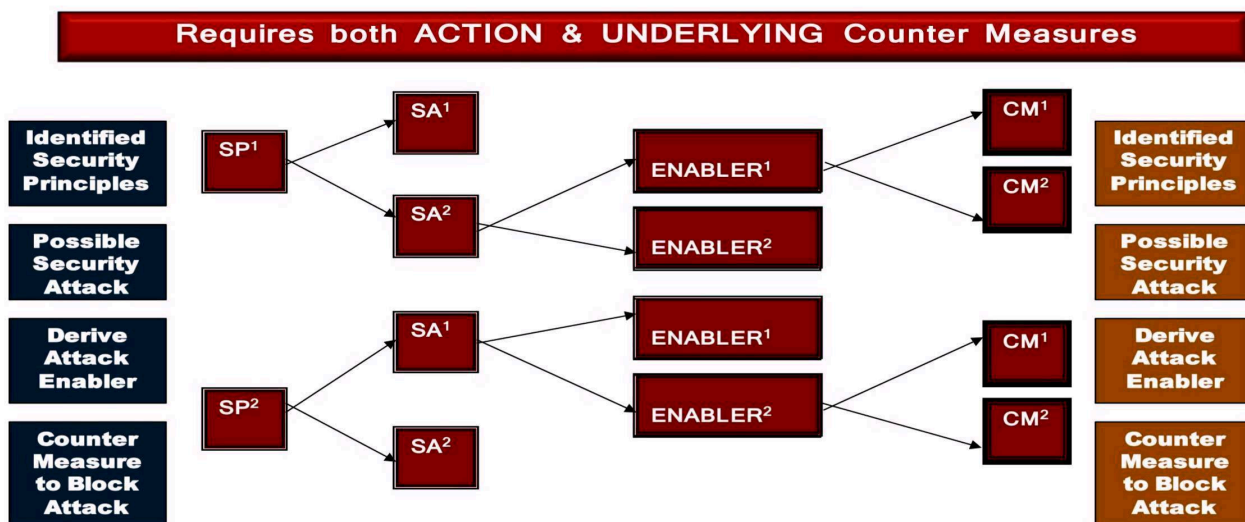 Requires both ACTION & UNDERLYING Counter Measures
Identified
Security
Principles
Possible
Security
Attack
Derive
Attack
Enabler
Counter
Measure
to Block
Attack
SP¹
SP²
SA¹
SA²
SA¹
SA²
ENABLER¹
ENABLER²
ENABLER¹
ENABLER²
CM¹
CM²
CM¹
CM²
Identified
Security
Principles
Possible
Security
Attack
Derive
Attack
Enabler
Counter
Measure
to Block
Attack